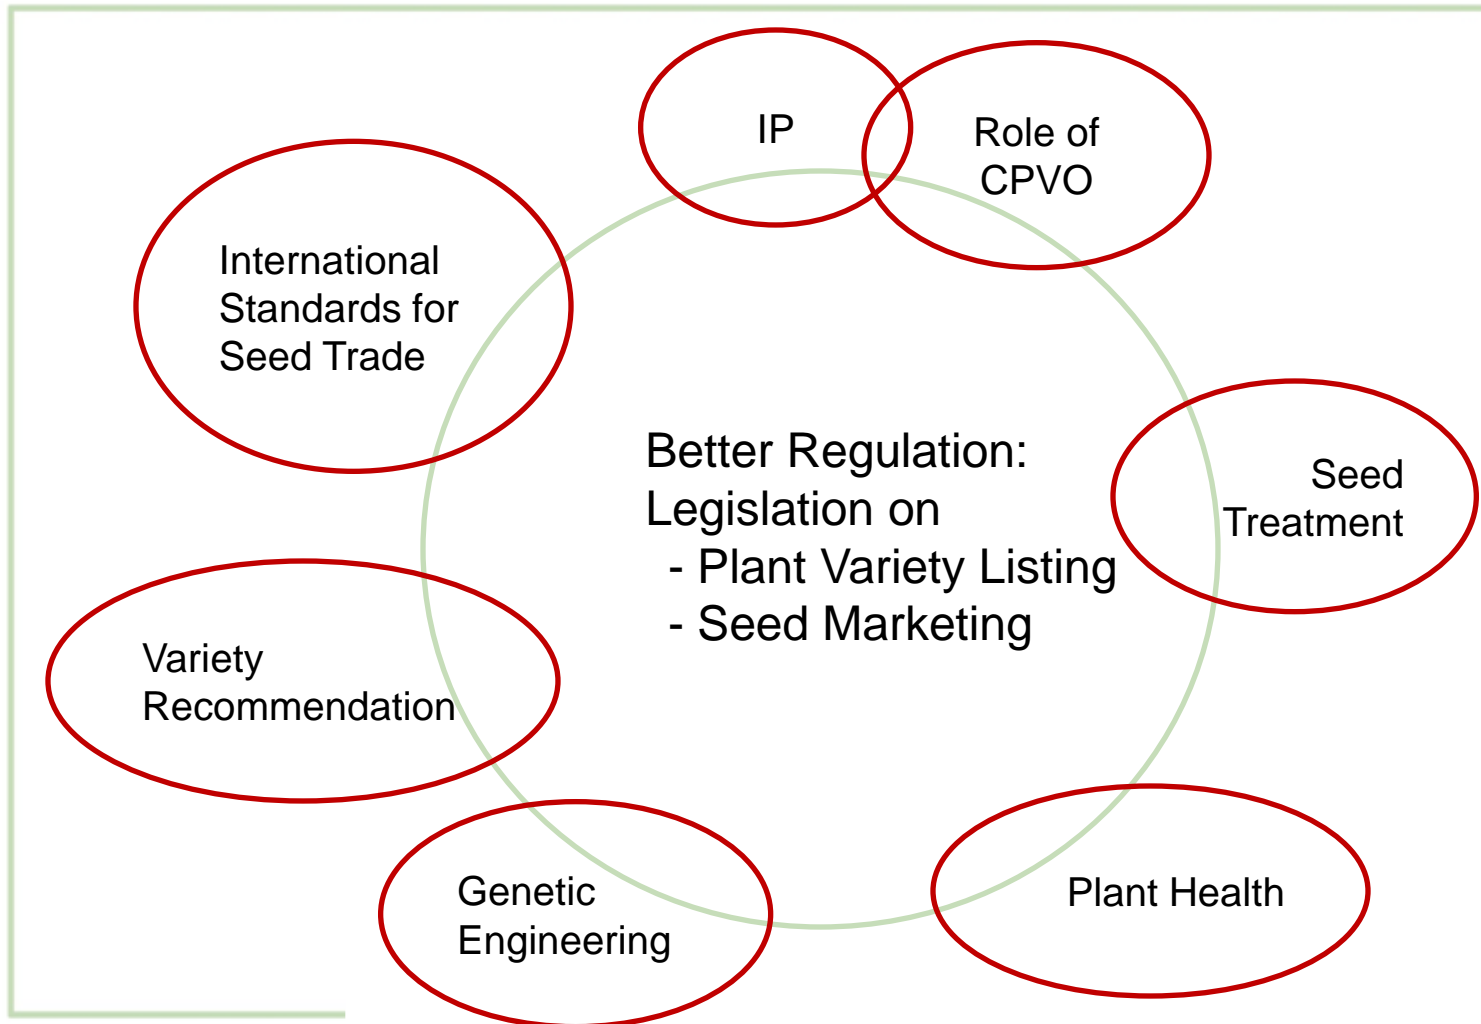 IP
Role of
CPVO
International
Standards for
Seed Trade
Better Regulation:
Legislation on
- Plant Variety Listing
- Seed Marketing
Seed
Treatment
Variety
Recommendation
Genetic
Engineering
Plant Health